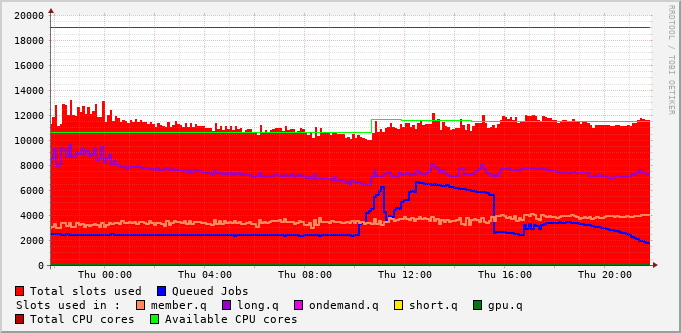 20000
18000
16000
14000
12000
10000
8000
6000
4000
2000
0
Thu 00:00 Thu 04:00 Thu 08:00 Thu 12:00 Thu 16:00 Thu 20:00
Total slots used Queued Jobs
Slots used in : member.q long.q ondemand.q short.q gpu.q
Total CPU cores Available CPU cores
RRDTOOL / TOBI OETIKER